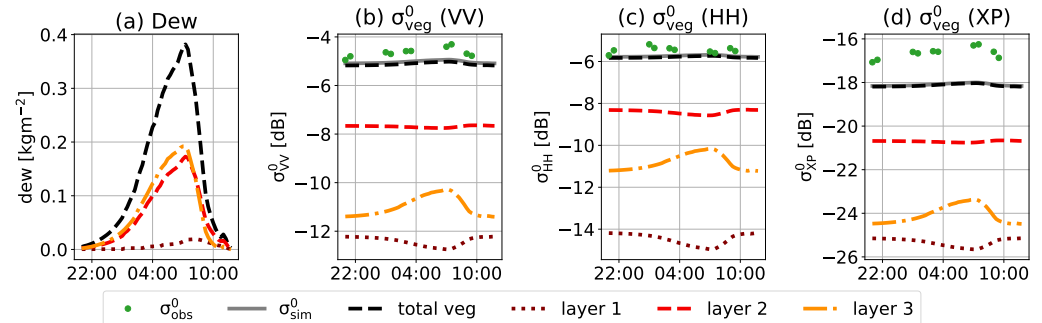 (a) Dew
dew [kgm⁻²]
0.4
0.3
0.2
0.1
0.0
22:00 04:00 10:00
(b) σ⁰veg (VV)
σ⁰VV [dB]
−4
−6
−8
−10
−12
22:00 04:00 10:00
(c) σ⁰veg (HH)
σ⁰HH [dB]
−6
−8
−10
−12
−14
22:00 04:00 10:00
(d) σ⁰veg (XP)
σ⁰XP [dB]
−16
−18
−20
−22
−24
−26
22:00 04:00 10:00
σ⁰obs σ⁰sim total veg layer 1 layer 2 layer 3